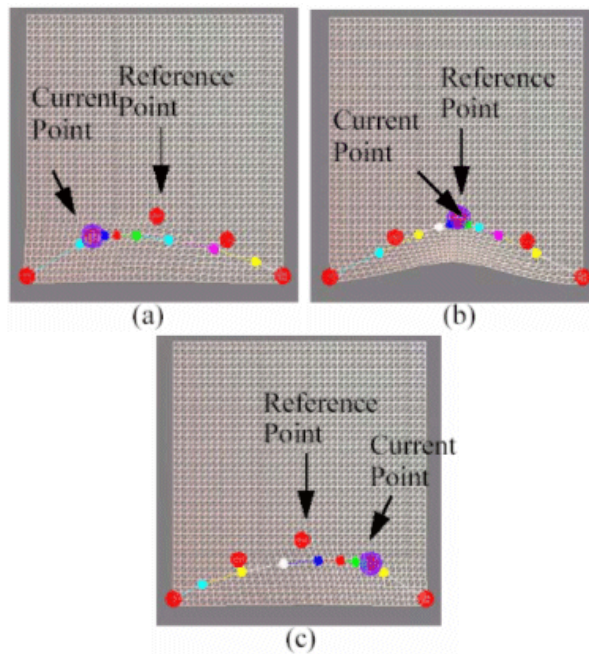 Reference
Point
Current
Point
(a)
Reference
Point
Current
Point
(b)
Reference
Point
Current
Point
(c)